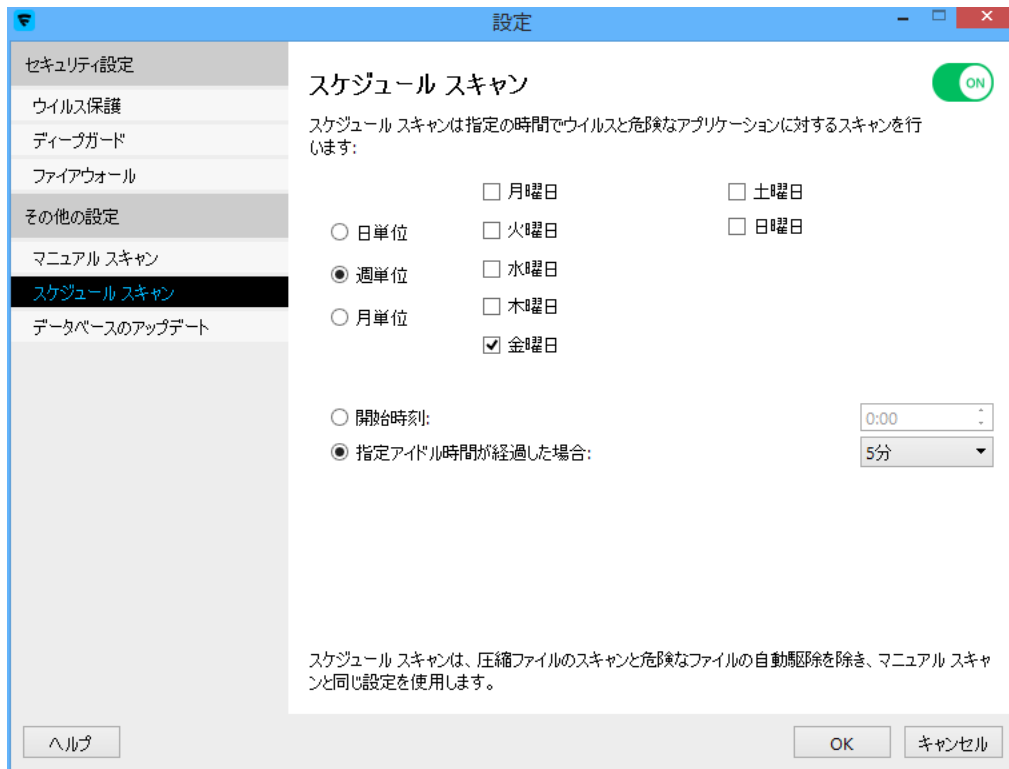 設定
セキュリティ設定
ウイルス保護
ディープガード
ファイアウォール
その他の設定
マニュアル スキャン
スケジュール スキャン
データベースのアップデート
スケジュール スキャン
ON
スケジュール スキャンは指定の時間でウイルスと危険なアプリケーションに対するスキャンを行
います:
日単位
週単位
月単位
月曜日
火曜日
水曜日
木曜日
金曜日
土曜日
日曜日
開始時刻:
0:00
指定アイドル時間が経過した場合:
5分
スケジュール スキャンは、圧縮ファイルのスキャンと危険なファイルの自動駆除を除き、マニュアル スキャ
ンと同じ設定を使用します。
ヘルプ
OK
キャンセル